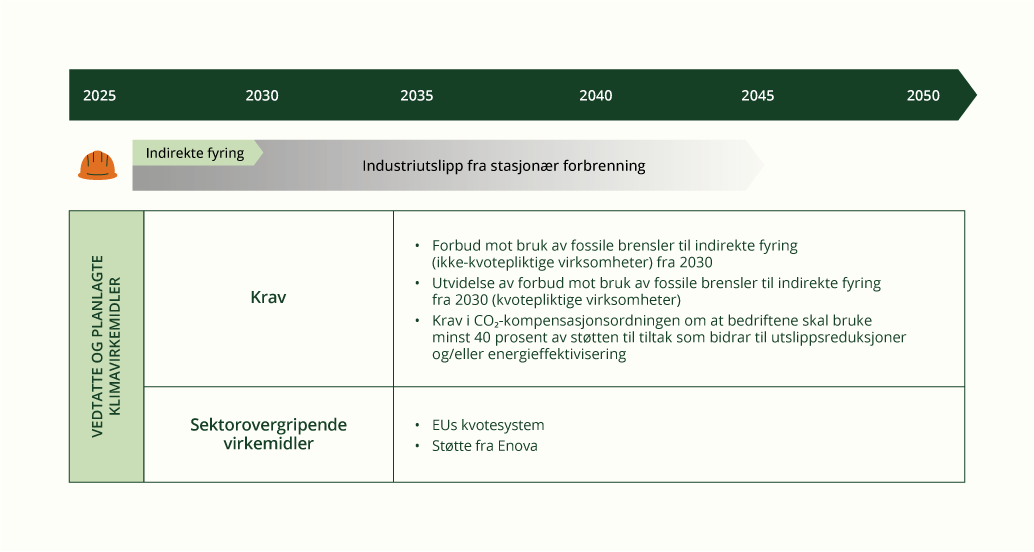 2025 2030 2035 2040 2045 2050
Indirekte fyring
Industriutslipp fra stasjonær forbrenning
VEDTATTE OG PLANLAGTE
KLIMAVIRKEMIDLER
Krav
• Forbud mot bruk av fossile brensler til indirekte fyring
(ikke-kvotepliktige virksomheter) fra 2030
• Utvidelse av forbud mot bruk av fossile brensler til indirekte fyring
fra 2030 (kvotepliktige virksomheter)
• Krav i CO₂-kompensasjonsordningen om at bedriftene skal bruke
minst 40 prosent av støtten til tiltak som bidrar til utslippsreduksjoner
og/eller energieffektivisering
Sektorovergripende
virkemidler
• EUs kvotesystem
• Støtte fra Enova